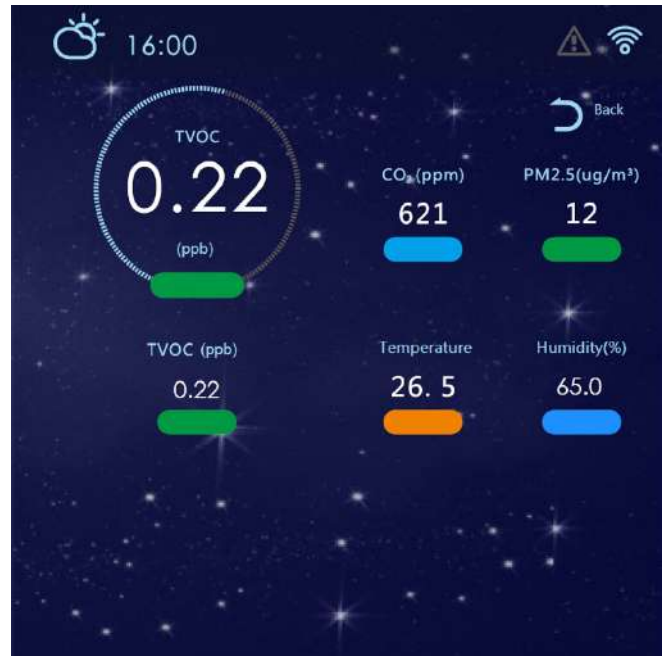 16:00
Back
TVOC
0.22
(ppb)
CO₂(ppm)
621
PM2.5(ug/m³)
12
TVOC (ppb)
0.22
Temperature
26. 5
Humidity(%)
65.0